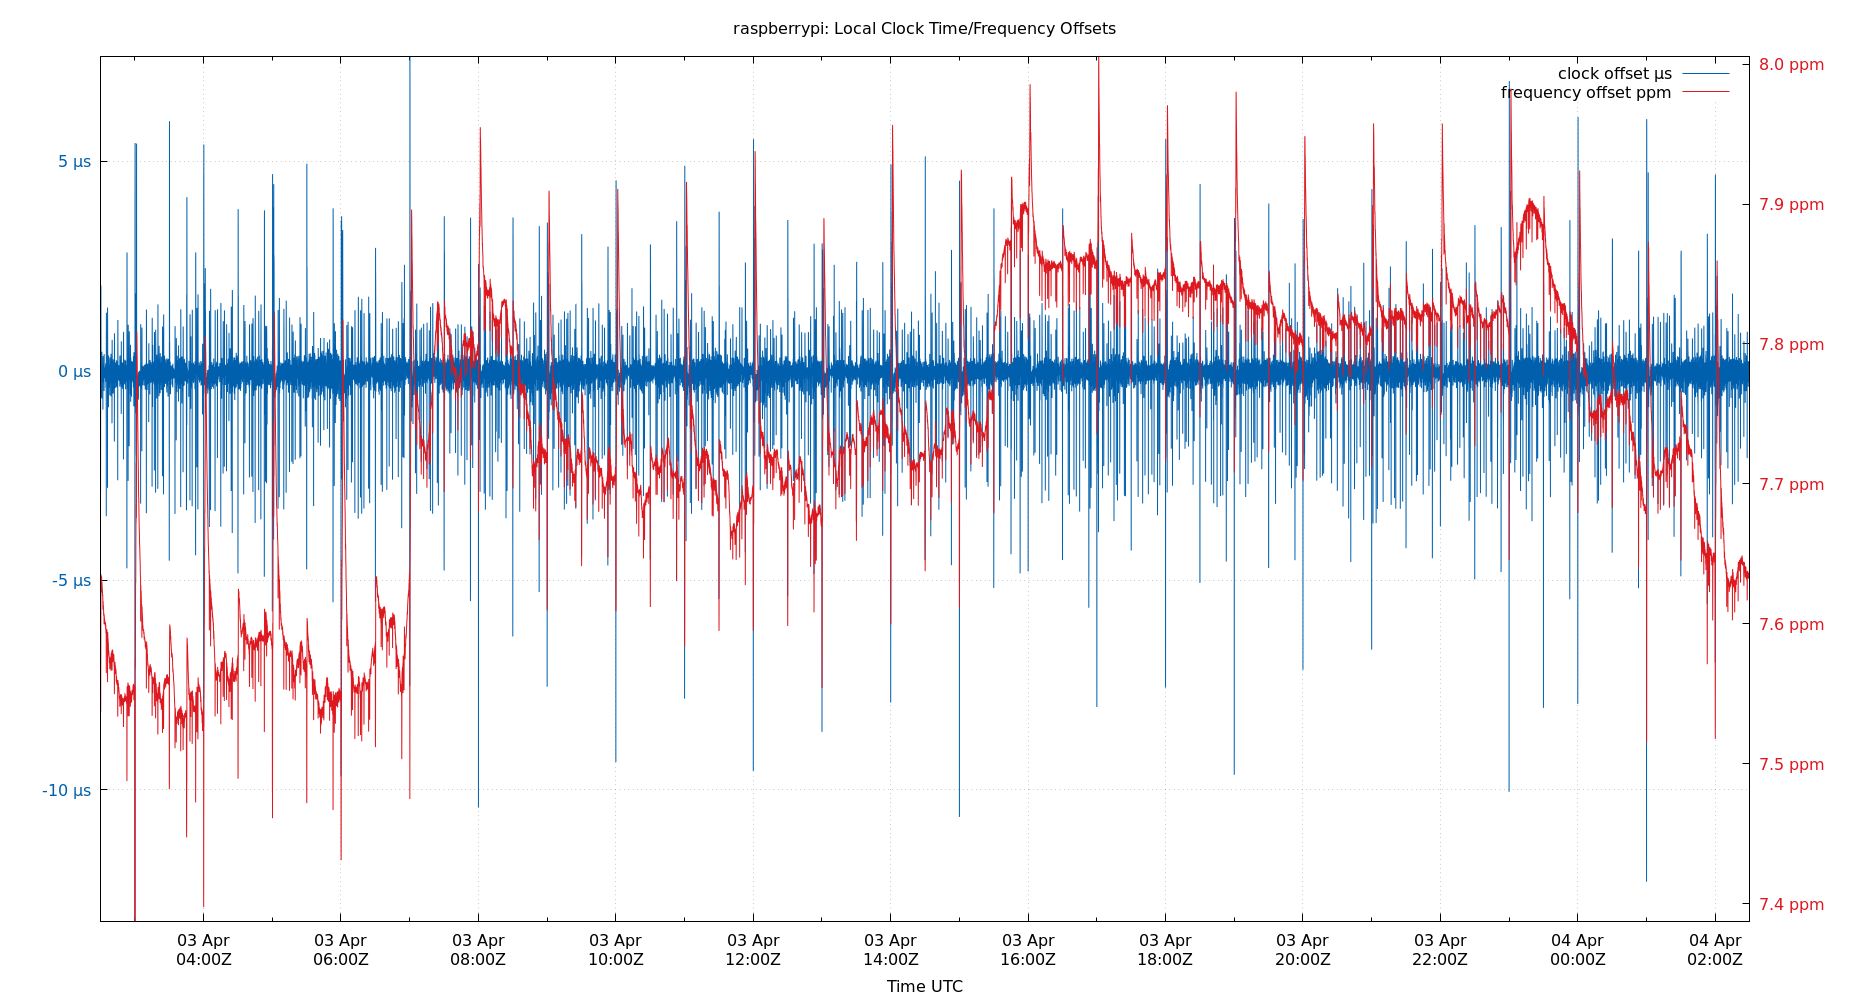 raspberrypi: Local Clock Time/Frequency Offsets
clock offset µs
frequency offset ppm
5 µs
0 µs
-5 µs
-10 µs
8.0 ppm
7.9 ppm
7.8 ppm
7.7 ppm
7.6 ppm
7.5 ppm
7.4 ppm
03 Apr 03 Apr 03 Apr 03 Apr 03 Apr 03 Apr 03 Apr 03 Apr 03 Apr 03 Apr 04 Apr 04 Apr
04:00Z 06:00Z 08:00Z 10:00Z 12:00Z 14:00Z 16:00Z 18:00Z 20:00Z 22:00Z 00:00Z 02:00Z
Time UTC